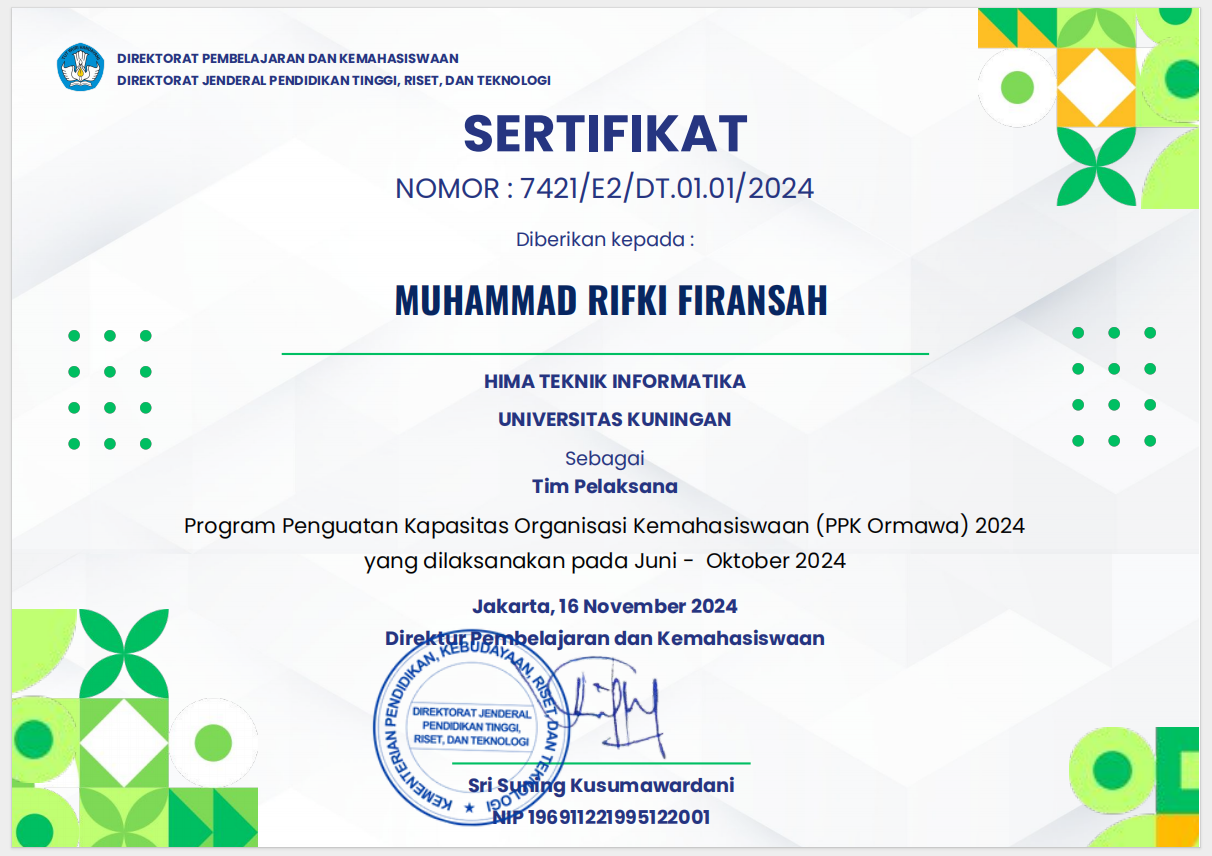 DIREKTORAT PEMBELAJARAN DAN KEMAHASISWAAN
DIREKTORAT JENDERAL PENDIDIKAN TINGGI, RISET, DAN TEKNOLOGI
SERTIFIKAT
NOMOR : 7421/E2/DT.01.01/2024
Diberikan kepada :
MUHAMMAD RIFKI FIRANSAH
HIMA TEKNIK INFORMATIKA
UNIVERSITAS KUNINGAN
Sebagai
Tim Pelaksana
Program Penguatan Kapasitas Organisasi Kemahasiswaan (PPK Ormawa) 2024
yang dilaksanakan pada Juni - Oktober 2024
Jakarta, 16 November 2024
Direktur Pembelajaran dan Kemahasiswaan
KEMENTERIAN PENDIDIKAN, KEBUDAYAAN, RISET, DAN TEKNOLOGI
DIREKTORAT JENDERAL
PENDIDIKAN TINGGI,
RISET, DAN TEKNOLOGI
Sri Suning Kusumawardani
NIP 196911221995122001